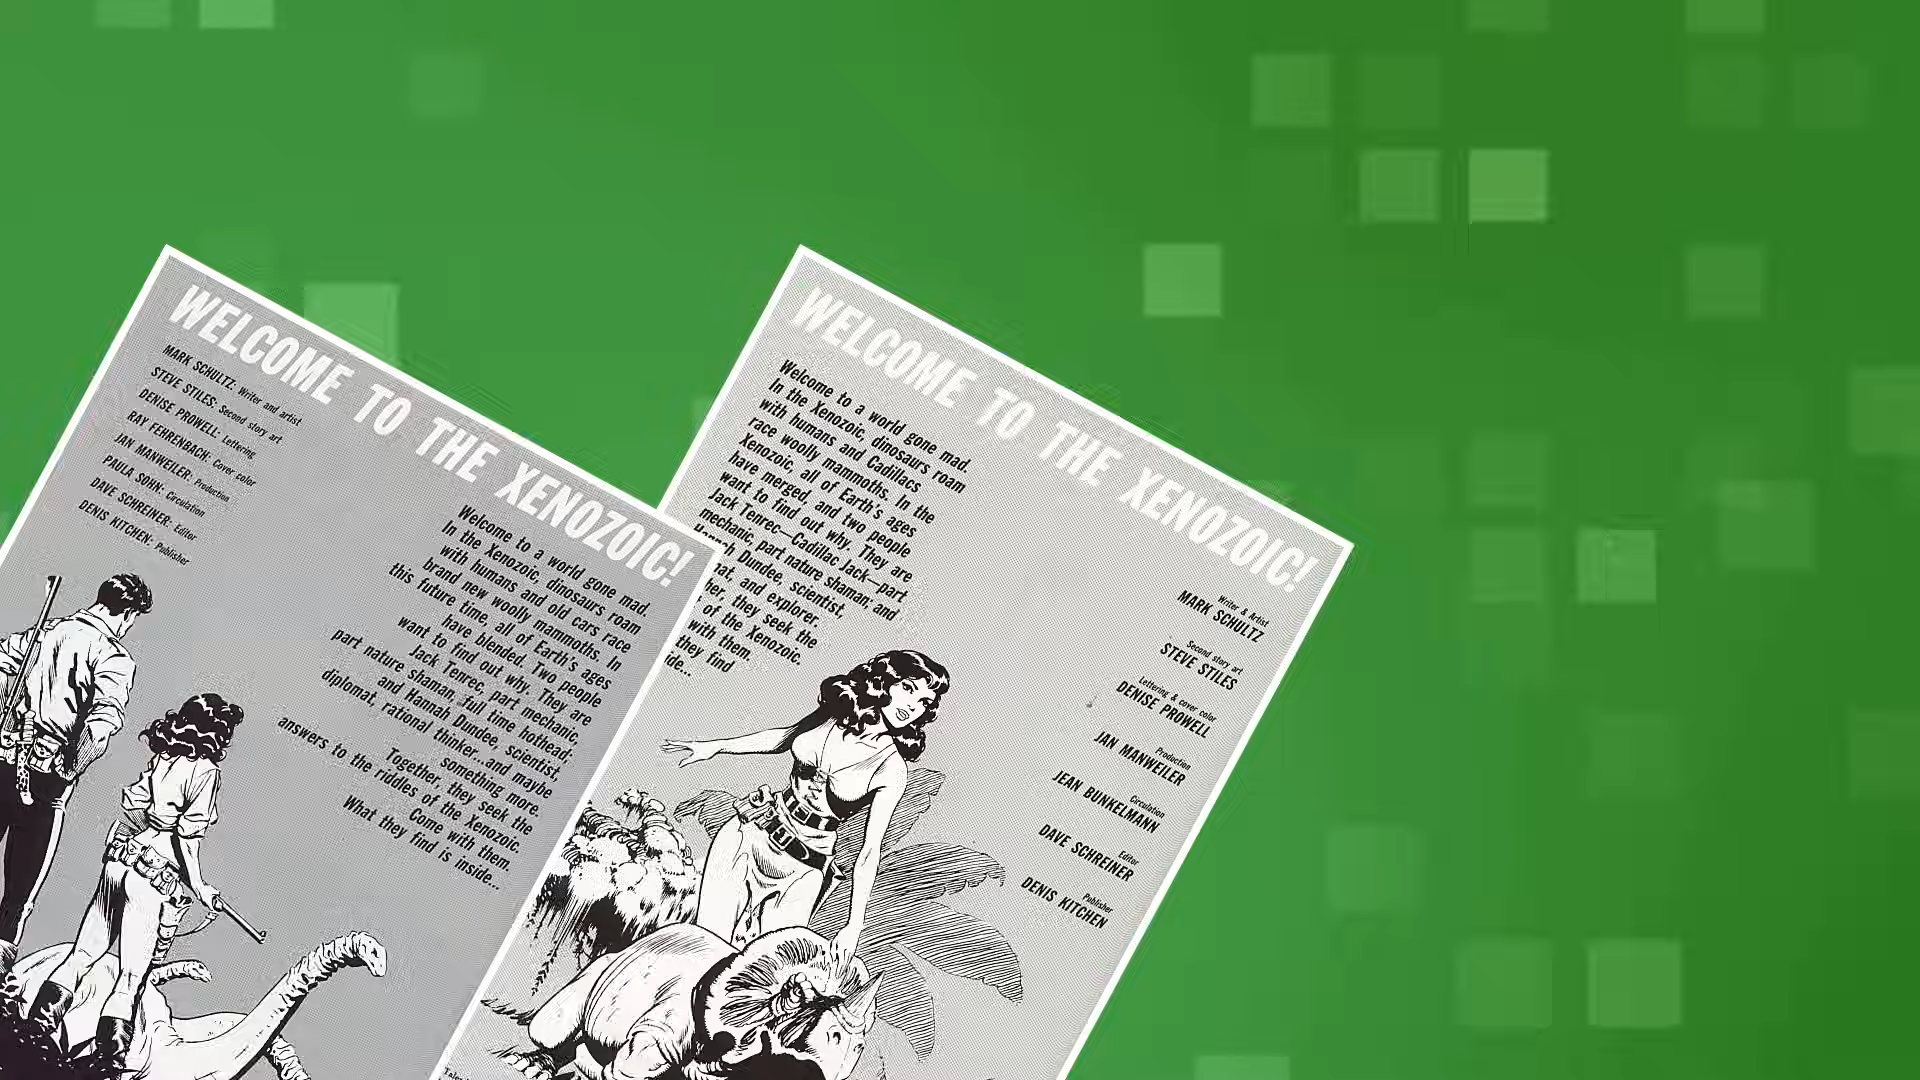 WELCOME TO THE XENOZOIC!
MARK SCHULTZ: Writer and artist
STEVE STILES: Second story art
DENISE PROWELL: Lettering
RAY FEHRENBACH: Cover color
JAN MANWEILER: Production
PAULA SOHN: Circulation
DAVE SCHREINER: Editor
DENIS KITCHEN: Publisher
Welcome to a world gone mad.
In the Xenozoic, dinosaurs roam
with humans and old cars race
brand new woolly mammoths. In
this future time, all of Earth's ages
have blended. Two people
want to find out why. They are
Jack Tenrec, part mechanic,
part nature shaman, full time hothead;
and Hannah Dundee, scientist,
diplomat, rational thinker...and maybe
something more.
Together, they seek the
answers to the riddles of the Xenozoic.
Come with them.
What they find is inside...
WELCOME TO THE XENOZOIC!
Welcome to a world gone mad.
In the Xenozoic, dinosaurs roam
with humans and Cadillacs
race woolly mammoths. In the
Xenozoic, all of Earth's ages
have merged, and two people
want to find out why. They are
Jack Tenrec—Cadillac Jack—part
mechanic, part nature shaman; and
Hannah Dundee, scientist,
and explorer.
they seek the
of the Xenozoic.
with them.
they find
Writer & Artist
MARK SCHULTZ
Second story art
STEVE STILES
Lettering & cover color
DENISE PROWELL
Production
JAN MANWEILER
Circulation
JEAN BUNKELMANN
Editor
DAVE SCHREINER
Publisher
DENIS KITCHEN